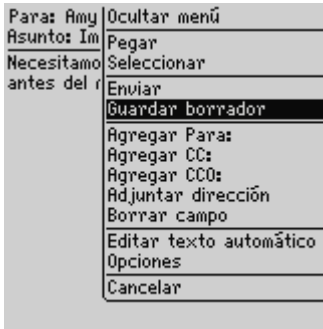 Para: Amy
Asunto: Im
Necesitamo
antes del r
Ocultar menú
Pegar
Seleccionar
Enviar
Guardar borrador
Agregar Para:
Agregar CC:
Agregar CCO:
Adjuntar dirección
Borrar campo
Editar texto automático
Opciones
Cancelar